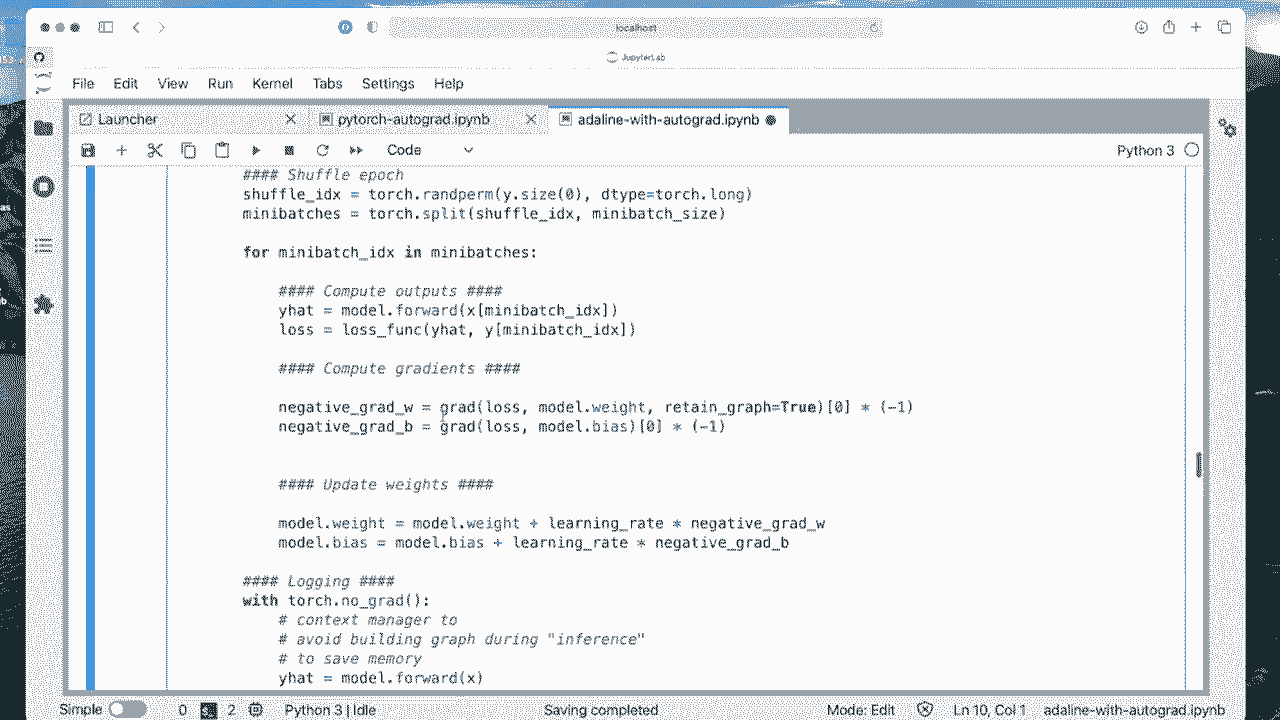 localhost
JupyterLab
File Edit View Run Kernel Tabs Settings Help
Launcher pytorch-autograd.ipynb adaline-with-autograd.ipynb
Code Python 3
#### Shuffle epoch
shuffle_idx = torch.randperm(y.size(0), dtype=torch.long)
minibatches = torch.split(shuffle_idx, minibatch_size)
for minibatch_idx in minibatches:
#### Compute outputs ####
yhat = model.forward(x[minibatch_idx])
loss = loss_func(yhat, y[minibatch_idx])
#### Compute gradients ####
negative_grad_w = grad(loss, model.weight, retain_graph=True)[0] * (-1)
negative_grad_b = grad(loss, model.bias)[0] * (-1)
#### Update weights ####
model.weight = model.weight + learning_rate * negative_grad_w
model.bias = model.bias + learning_rate * negative_grad_b
#### Logging ####
with torch.no_grad():
# context manager to
# avoid building graph during "inference"
# to save memory
yhat = model.forward(x)
Simple 0 2 Python 3 | Idle Saving completed Mode: Edit Ln 10, Col 1 adaline-with-autograd.ipynb